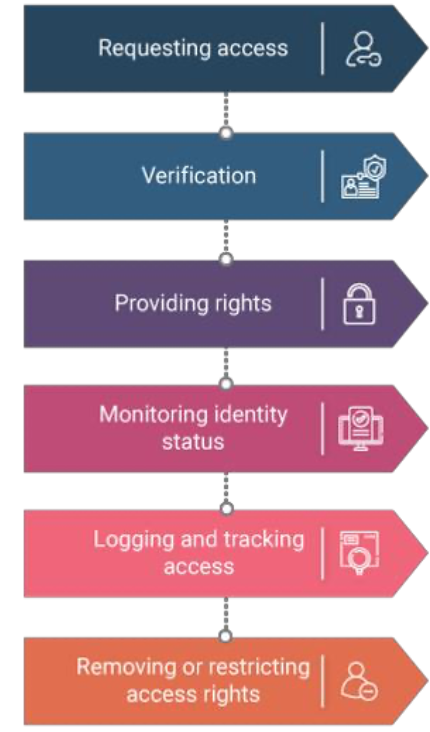 Requesting access
Verification
Providing rights
Monitoring identity
status
Logging and tracking
access
Removing or restricting
access rights